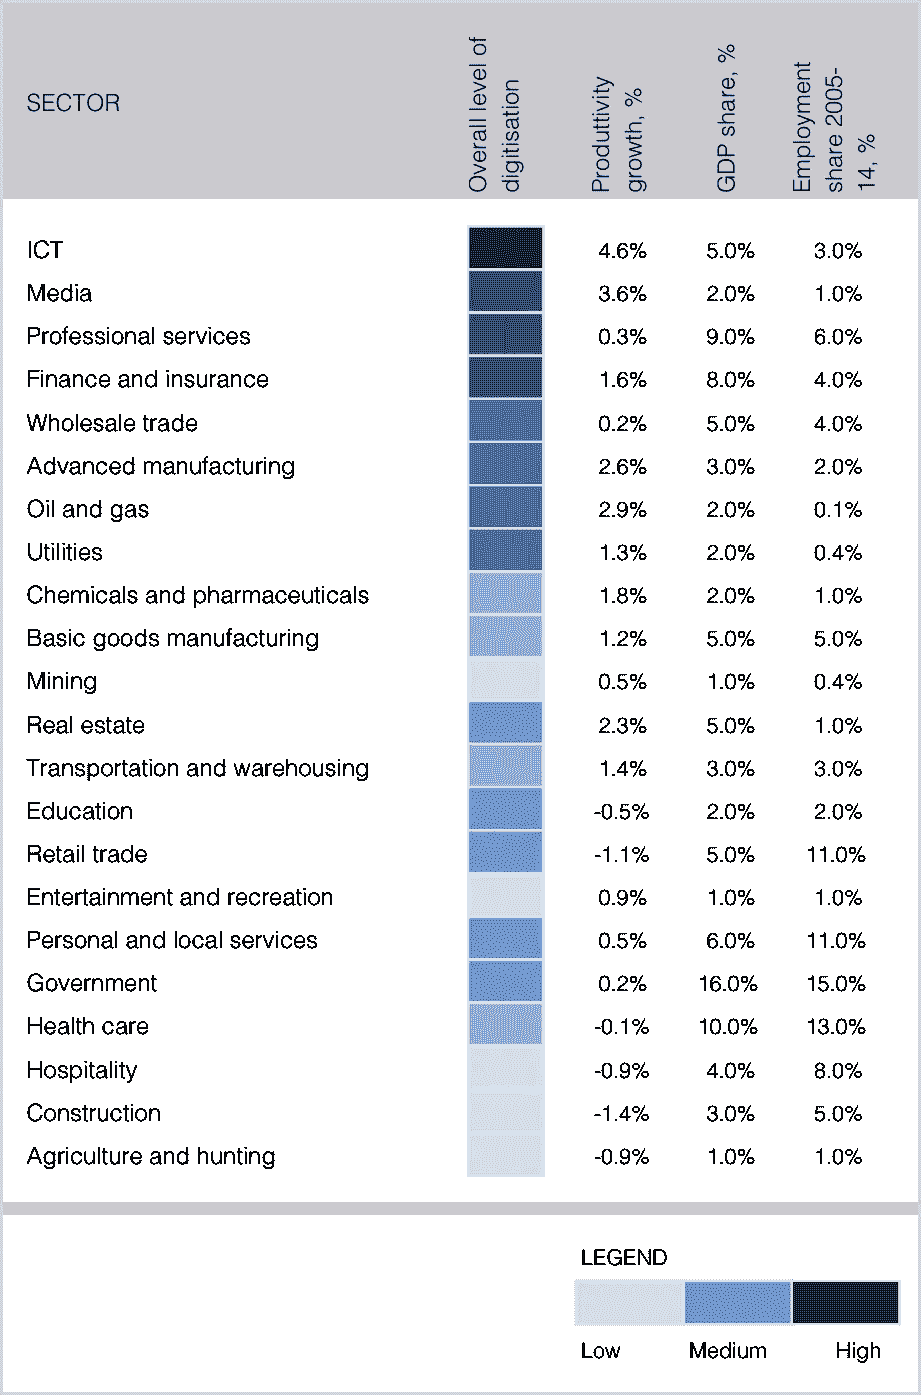 SECTOR
Overall level of
digitisation
Produttivity
growth, %
GDP share, %
Employment
share 2005-
14, %
ICT 4.6% 5.0% 3.0%
Media 3.6% 2.0% 1.0%
Professional services 0.3% 9.0% 6.0%
Finance and insurance 1.6% 8.0% 4.0%
Wholesale trade 0.2% 5.0% 4.0%
Advanced manufacturing 2.6% 3.0% 2.0%
Oil and gas 2.9% 2.0% 0.1%
Utilities 1.3% 2.0% 0.4%
Chemicals and pharmaceuticals 1.8% 2.0% 1.0%
Basic goods manufacturing 1.2% 5.0% 5.0%
Mining 0.5% 1.0% 0.4%
Real estate 2.3% 5.0% 1.0%
Transportation and warehousing 1.4% 3.0% 3.0%
Education -0.5% 2.0% 2.0%
Retail trade -1.1% 5.0% 11.0%
Entertainment and recreation 0.9% 1.0% 1.0%
Personal and local services 0.5% 6.0% 11.0%
Government 0.2% 16.0% 15.0%
Health care -0.1% 10.0% 13.0%
Hospitality -0.9% 4.0% 8.0%
Construction -1.4% 3.0% 5.0%
Agriculture and hunting -0.9% 1.0% 1.0%
LEGEND
Low Medium High